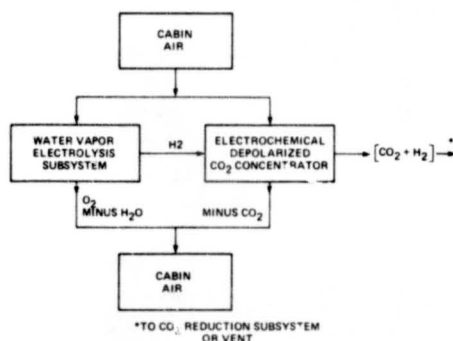 CABIN
AIR
WATER VAPOR
ELECTROLYSIS
SUBSYSTEM
H2
ELECTROCHEMICAL
DEPOLARIZED
CO₂ CONCENTRATOR
[CO₂ + H₂]
*
O₂
MINUS H₂O
MINUS CO₂
CABIN
AIR
*TO CO₂ REDUCTION SUBSYSTEM
OR VENT